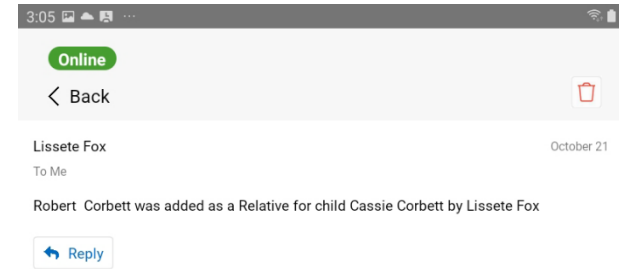 3:05
Online
Back
Lissete Fox
October 21
To Me
Robert Corbett was added as a Relative for child Cassie Corbett by Lissete Fox
Reply